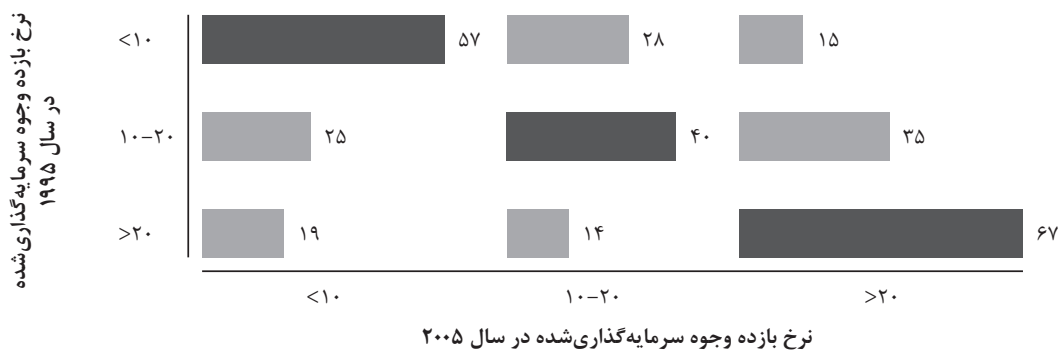 نرخ بازده وجوه سرمایه‌گذاری‌شده
در سال ۱۹۹۵
<۱۰ ۵۷ ۲۸ ۱۵
۱۰–۲۰ ۲۵ ۴۰ ۳۵
>۲۰ ۱۹ ۱۴ ۶۷
<۱۰ ۱۰–۲۰ >۲۰
نرخ بازده وجوه سرمایه‌گذاری‌شده در سال ۲۰۰۵